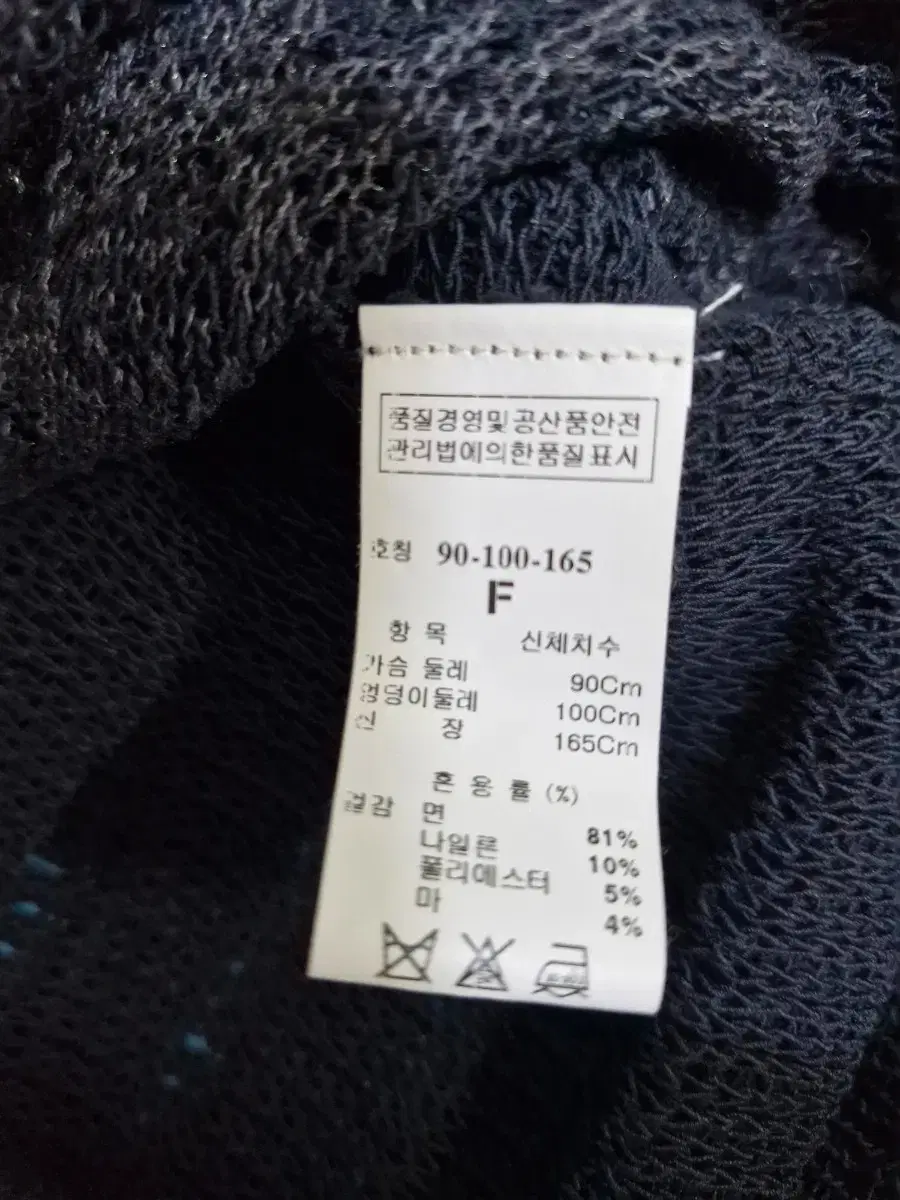 품질경영및공산품안전
관리법에의한품질표시
호칭 90-100-165
F
항 목 신체치수
가슴 둘레 90Cm
엉덩이둘레 100Cm
신 장 165Cm
혼 용 률 (%)
겉감 면 81%
나일론 10%
폴리에스터 5%
마 4%